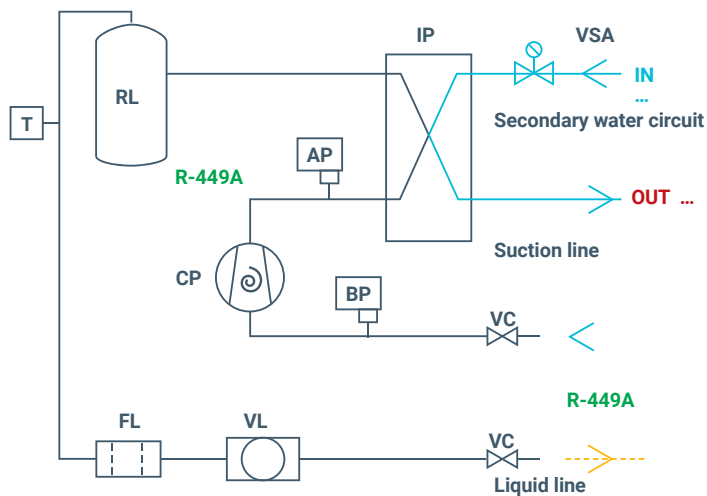 IP
VSA
RL
IN
...
T
Secondary water circuit
AP
R-449A
OUT ...
Suction line
CP
BP
VC
R-449A
FL
VL
VC
Liquid line